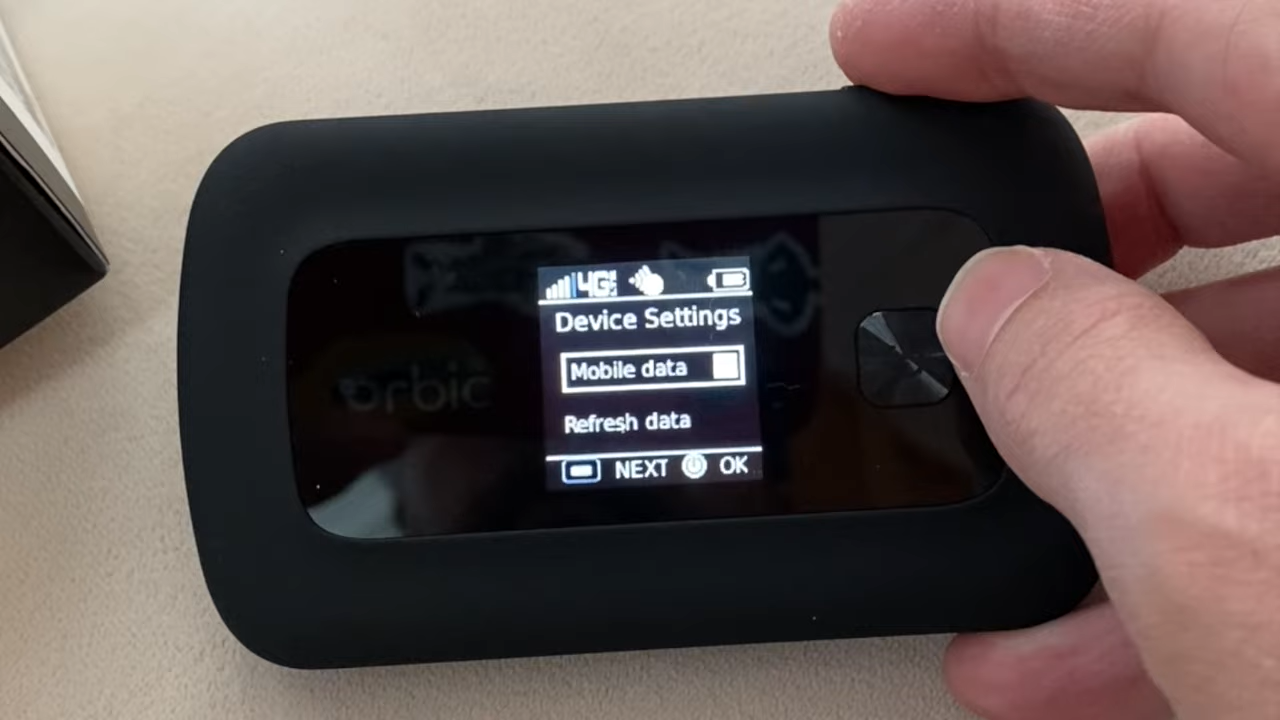 4G
Device Settings
orbic
Mobile data
Refresh data
NEXT OK